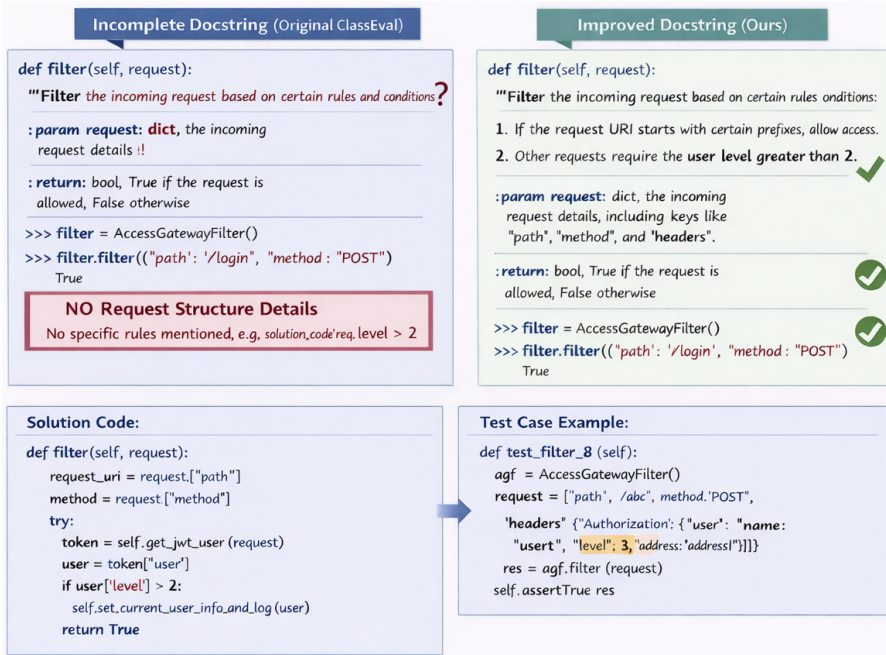 Incomplete Docstring (Original ClassEval)
def filter(self, request):
"'Filter the incoming request based on certain rules and conditions?
:param request: dict, the incoming
request details !!
:return: bool, True if the request is
allowed, False otherwise
>>> filter = AccessGatewayFilter()
>>> filter.filter(("path': '/login", "method : "POST")
True
NO Request Structure Details
No specific rules mentioned, e.g, solution_code'req. level > 2
Improved Docstring (Ours)
def filter(self, request):
"'Filter the incoming request based on certain rules onditions:
1. If the request URI starts with certain prefixes, allow access.
2. Other requests require the user level greater than 2.
:param request: dict, the incoming
request details, including keys like
"path", "method", and 'headers".
:return: bool, True if the request is
allowed, False otherwise
>>> filter = AccessGatewayFilter()
>>> filter.filter(("path': '/login', "method : "POST")
True
Solution Code:
def filter(self, request):
request_uri = request.["path"]
method = request.["method"]
try:
token = self.get_jwt_user (request)
user = token["user']
if user['level'] > 2:
self.set_current_user_info_and_log (user)
return True
Test Case Example:
def test_filter_8 (self):
agf = AccessGatewayFilter()
request = ["path", /abc", method.'POST",
'headers" {"Authorization': {"user': "name:
"usert", "level"; 3, "address: "addressl"}]]}
res = agf.filter (request)
self.assertTrue res